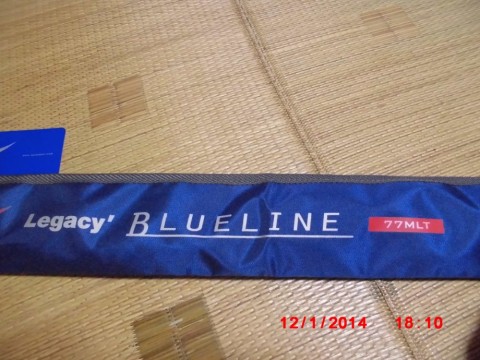 Legacy' BLUELINE 77MLT
12/1/2014 18:10